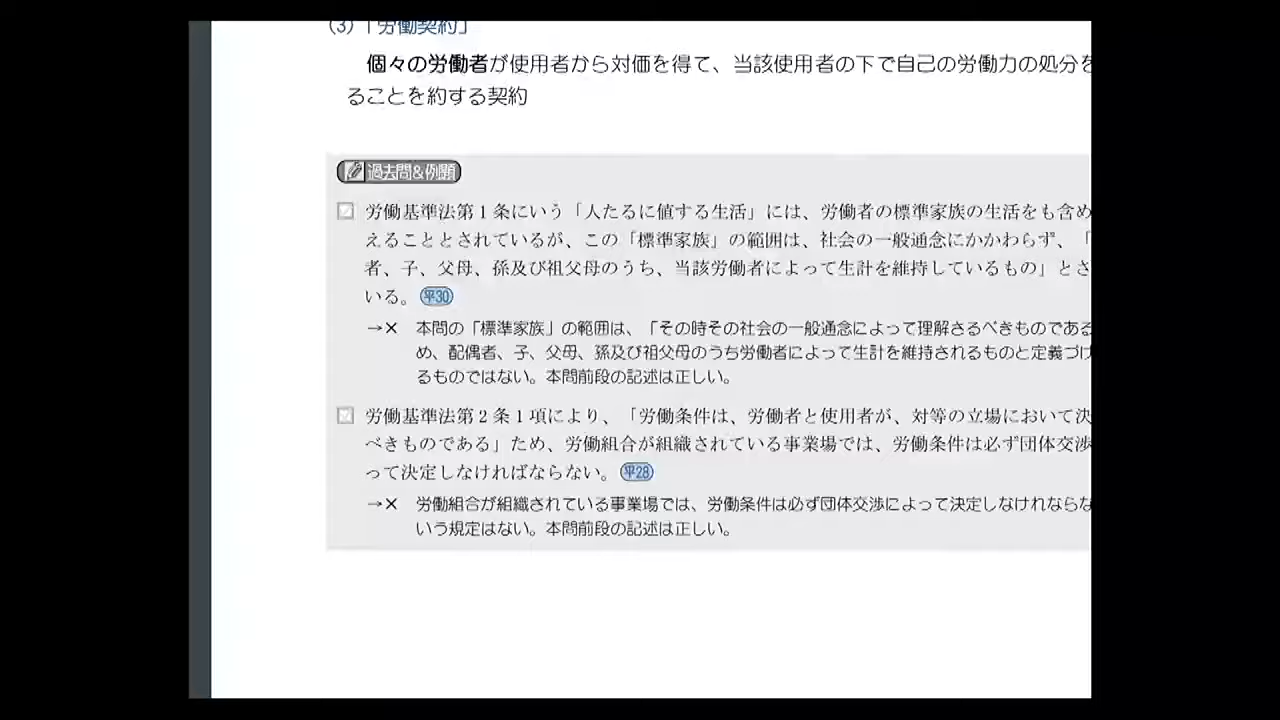 (3)「労働契約」
個々の労働者が使用者から対価を得て、当該使用者の下で自己の労働力の処分を
ることを約する契約
過去問&例題
労働基準法第1条にいう「人たるに値する生活」には、労働者の標準家族の生活をも含め
えることとされているが、この「標準家族」の範囲は、社会の一般通念にかかわらず、「
者、子、父母、孫及び祖父母のうち、当該労働者によって生計を維持しているもの」とさ
いる。平30
→× 本問の「標準家族」の範囲は、「その時その社会の一般通念によって理解さるべきものである
め、配偶者、子、父母、孫及び祖父母のうち労働者によって生計を維持されるものと定義づけ
るものではない。本問前段の記述は正しい。
労働基準法第2条1項により、「労働条件は、労働者と使用者が、対等の立場において決
べきものである」ため、労働組合が組織されている事業場では、労働条件は必ず団体交渉
って決定しなければならない。平28
→× 労働組合が組織されている事業場では、労働条件は必ず団体交渉によって決定しなけれならな
いう規定はない。本問前段の記述は正しい。